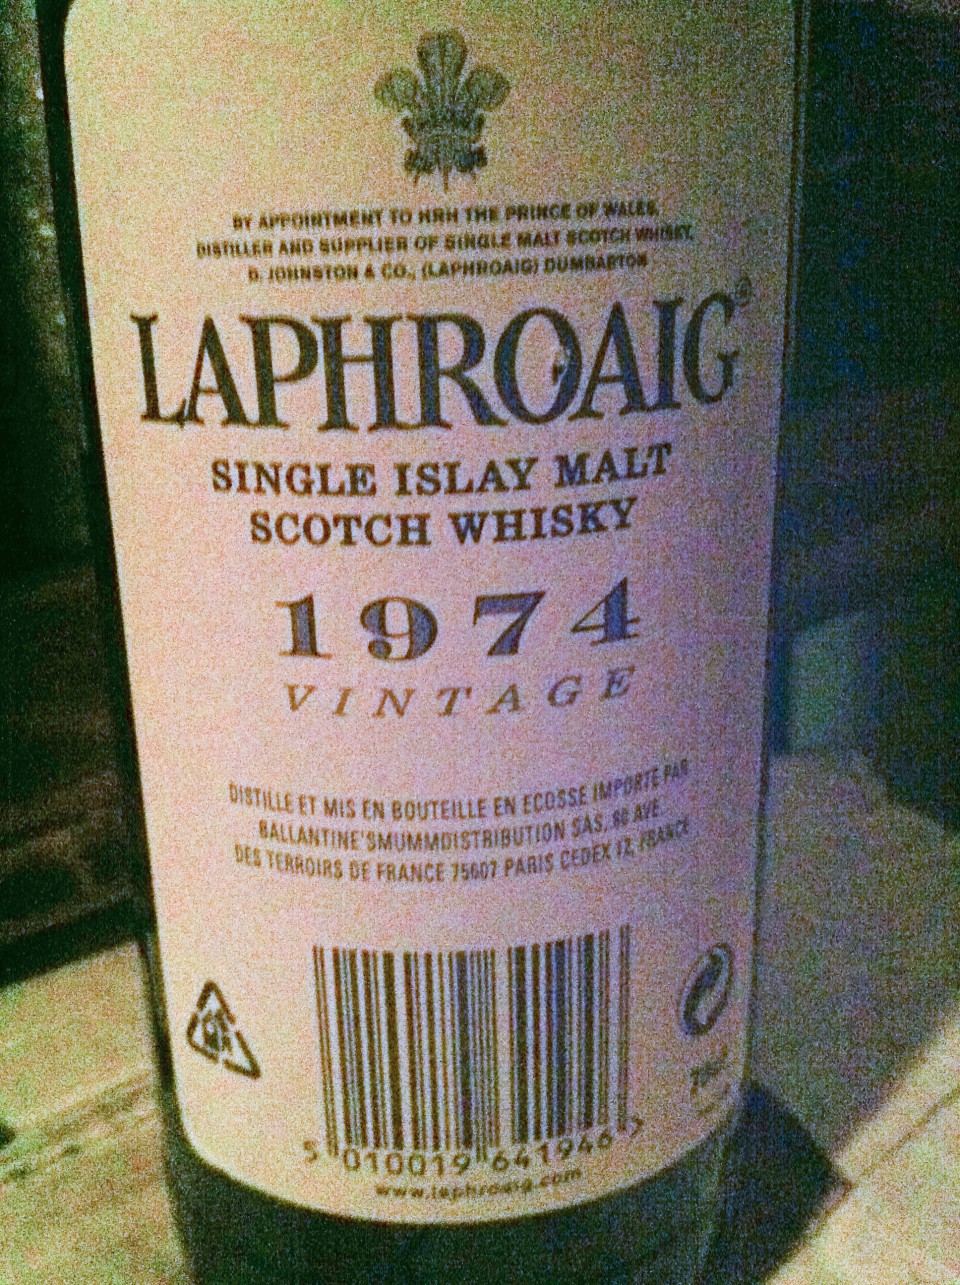 BY APPOINTMENT TO HRH THE PRINCE OF WALES,
DISTILLER AND SUPPLIER OF SINGLE MALT SCOTCH WHISKY,
D. JOHNSTON & CO., (LAPHROAIG) DUMBARTON
LAPHROAIG®
SINGLE ISLAY MALT
SCOTCH WHISKY
1974
VINTAGE
DISTILLE ET MIS EN BOUTEILLE EN ECOSSE IMPORTE PAR
BALLANTINE'SMUMMDISTRIBUTION SAS, AVE
DES TERROIRS DE FRANCE 75607 PARIS CEDEX 12, FRANCE
5 010019 641946 >
www.laphroaig.com